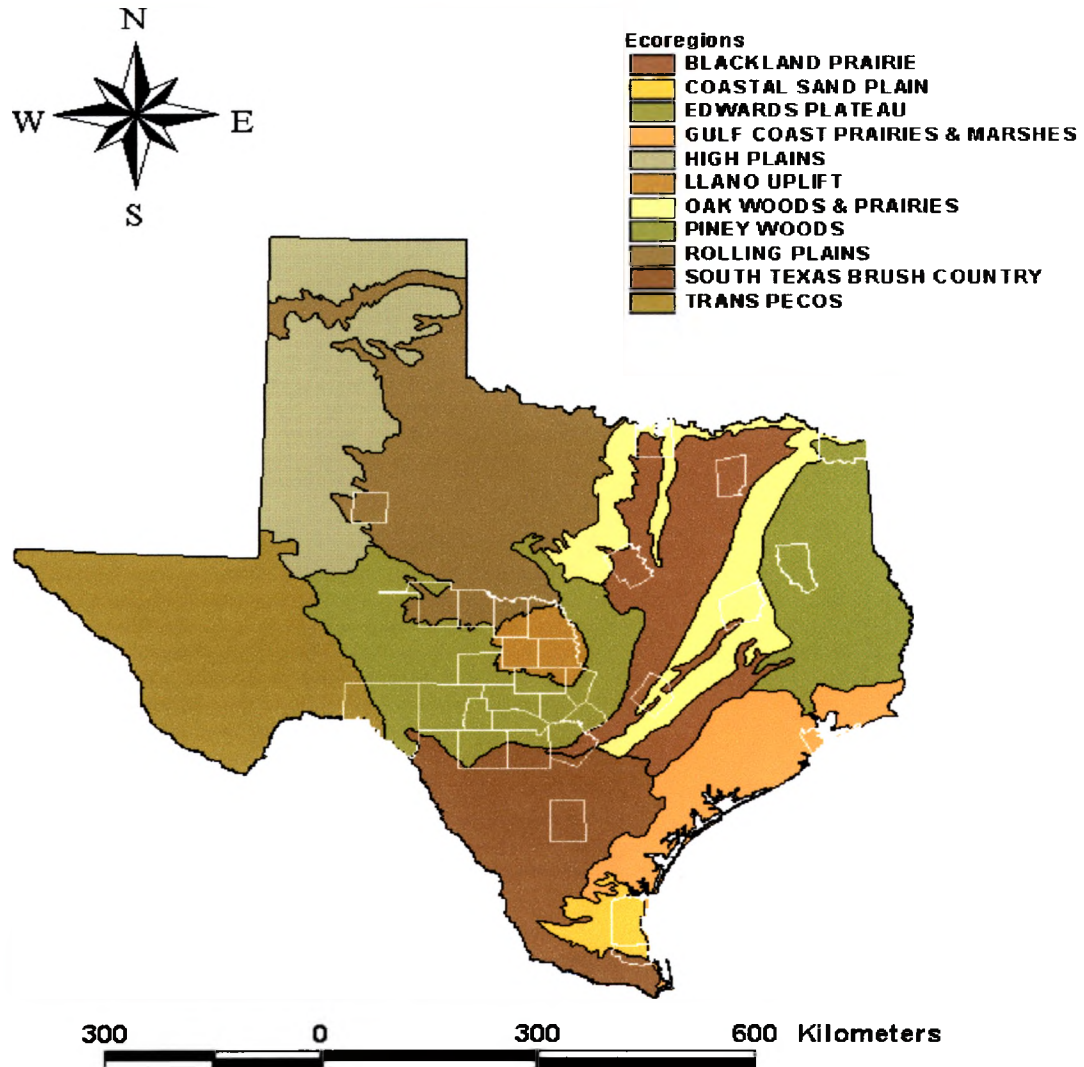 N
W E
S
Ecoregions
BLACKLAND PRAIRIE
COASTAL SAND PLAIN
EDWARDS PLATEAU
GULF COAST PRAIRIES & MARSHES
HIGH PLAINS
LLANO UPLIFT
OAK WOODS & PRAIRIES
PINEY WOODS
ROLLING PLAINS
SOUTH TEXAS BRUSH COUNTRY
TRANS PECOS
300 0 300 600 Kilometers